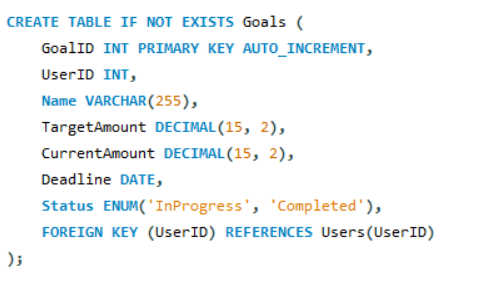 CREATE TABLE IF NOT EXISTS Goals (
    GoalID INT PRIMARY KEY AUTO_INCREMENT,
    UserID INT,
    Name VARCHAR(255),
    TargetAmount DECIMAL(15, 2),
    CurrentAmount DECIMAL(15, 2),
    Deadline DATE,
    Status ENUM('InProgress', 'Completed'),
    FOREIGN KEY (UserID) REFERENCES Users(UserID)
);